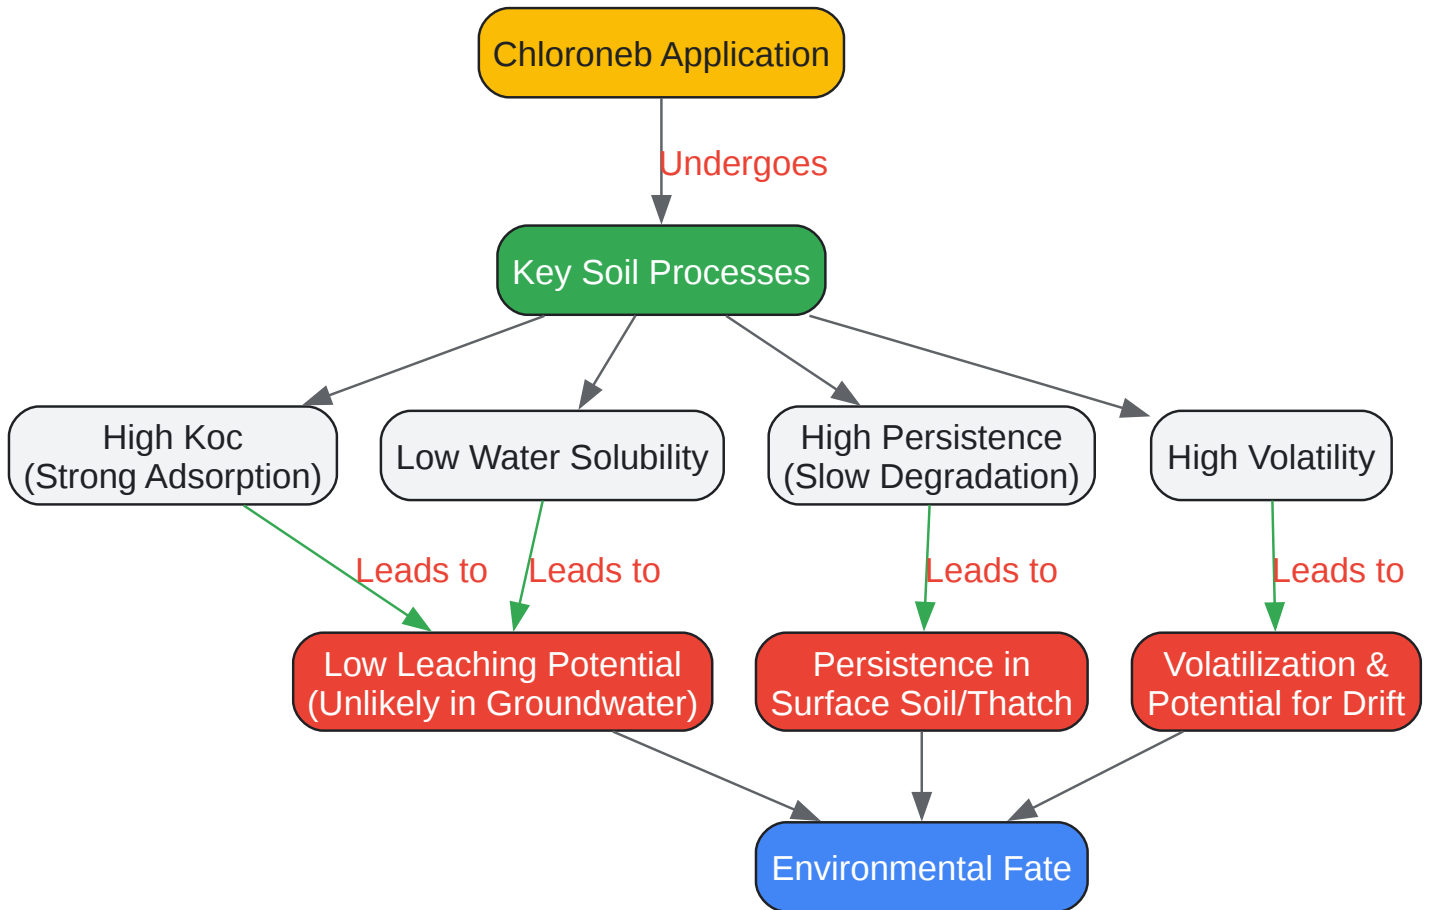 Chloroneb Application
Undergoes
Key Soil Processes
High Koc
(Strong Adsorption)
Low Water Solubility
High Persistence
(Slow Degradation)
High Volatility
Leads to
Leads to
Leads to
Leads to
Low Leaching Potential
(Unlikely in Groundwater)
Persistence in
Surface Soil/Thatch
Volatilization &
Potential for Drift
Environmental Fate